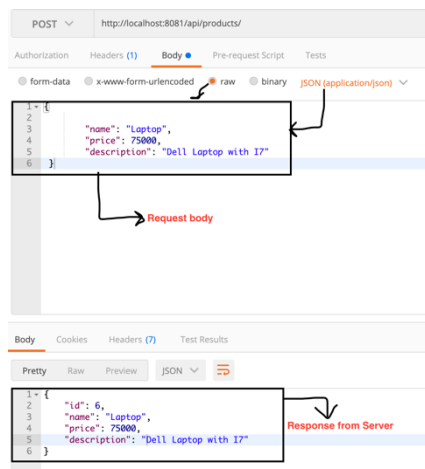 POST http://localhost:8081/api/products/
Authorization Headers (1) Body Pre-request Script Tests
form-data x-www-form-urlencoded raw binary JSON (application/json)
1 {
2
3 "name": "Laptop",
4 "price": 75000,
5 "description": "Dell Laptop with I7"
6 }
Request body
Body Cookies Headers (7) Test Results
Pretty Raw Preview JSON
1 {
2 "id": 6,
3 "name": "Laptop",
4 "price": 75000,
5 "description": "Dell Laptop with I7"
6 }
Response from Server